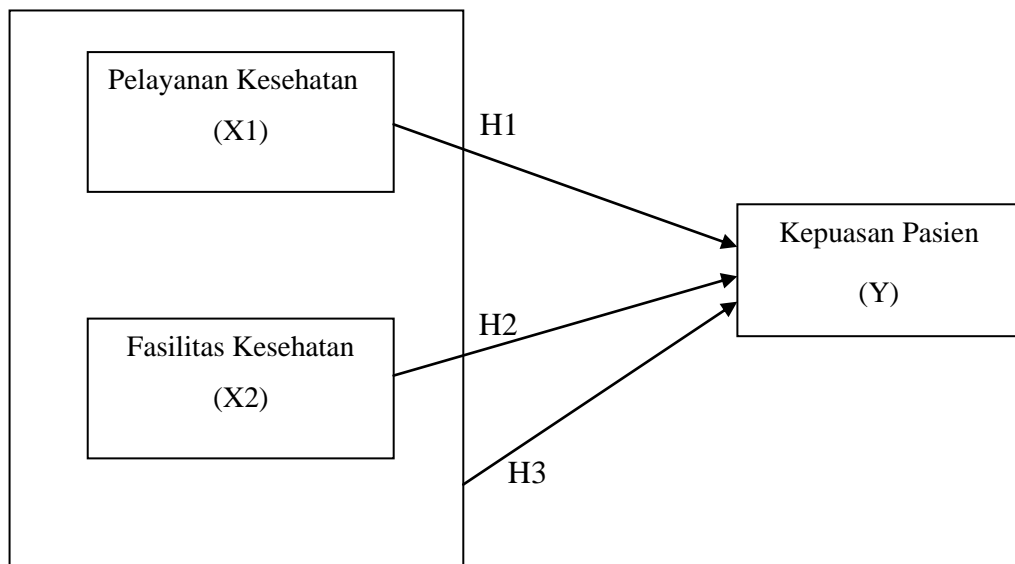 Pelayanan Kesehatan
(X1)
H1
Kepuasan Pasien
(Y)
H2
Fasilitas Kesehatan
(X2)
H3